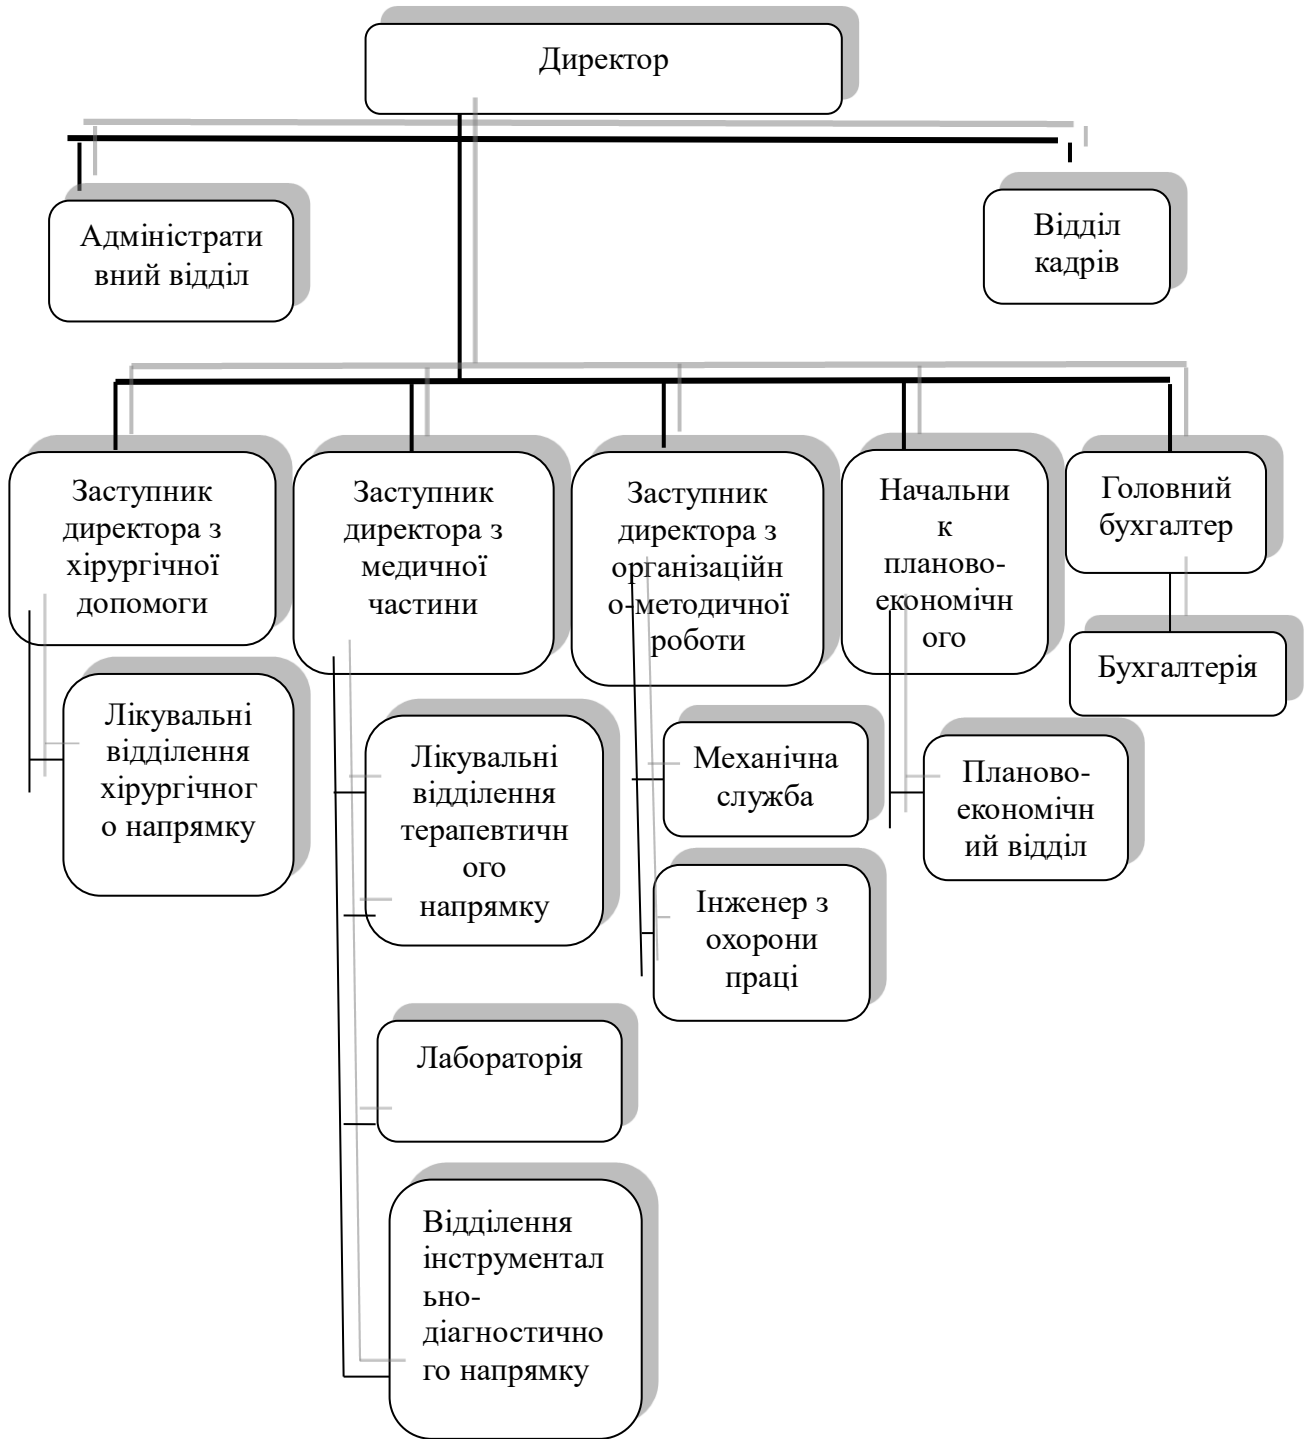 Директор
Адміністрати
вний відділ
Відділ
кадрів
Заступник
директора з
хірургічної
допомоги
Заступник
директора з
медичної
частини
Заступник
директора з
організаційн
о-методичної
роботи
Начальни
к
планово-
економічн
ого
Головний
бухгалтер
Бухгалтерія
Лікувальні
відділення
хірургічног
о напрямку
Лікувальні
відділення
терапевтичн
ого
напрямку
Механічна
служба
Планово-
економічн
ий відділ
Інженер з
охорони
праці
Лабораторія
Відділення
інструментал
ьно-
діагностично
го напрямку